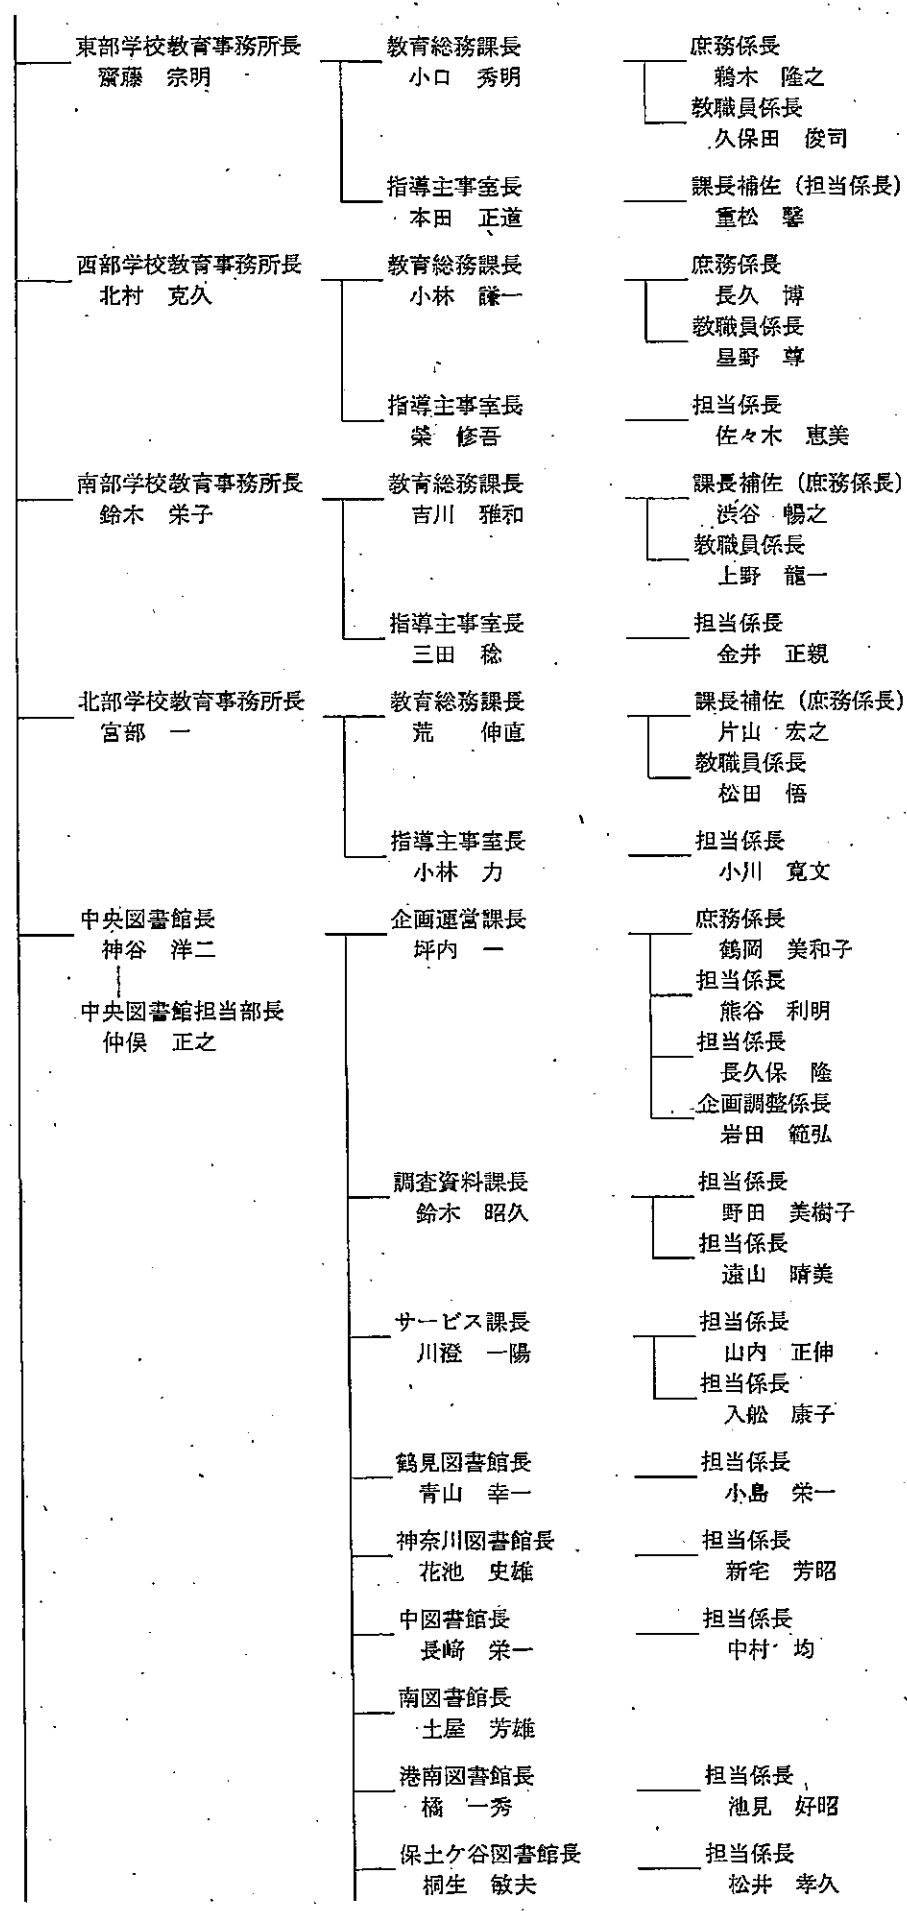 東部学校教育事務所長
齋藤　宗明
教育総務課長
小口　秀明
庶務係長
鵜木　隆之
教職員係長
久保田　俊司
指導主事室長
本田　正道
課長補佐（担当係長）
重松　馨
西部学校教育事務所長
北村　克久
教育総務課長
小林　謙一
庶務係長
長久　博
教職員係長
星野　尊
指導主事室長
榮　修吾
担当係長
佐々木　恵美
南部学校教育事務所長
鈴木　栄子
教育総務課長
吉川　雅和
課長補佐（庶務係長）
渋谷　暢之
教職員係長
上野　龍一
指導主事室長
三田　稔
担当係長
金井　正親
北部学校教育事務所長
宮部　一
教育総務課長
荒　伸直
課長補佐（庶務係長）
片山　宏之
教職員係長
松田　悟
指導主事室長
小林　力
担当係長
小川　寛文
中央図書館長
神谷　洋二
中央図書館担当部長
仲俣　正之
企画運営課長
坪内　一
庶務係長
鶴岡　美和子
担当係長
熊谷　利明
担当係長
長久保　隆
企画調整係長
岩田　範弘
調査資料課長
鈴木　昭久
担当係長
野田　美樹子
担当係長
遠山　晴美
サービス課長
川澄　一陽
担当係長
山内　正伸
担当係長
入舩　康子
鶴見図書館長
青山　幸一
担当係長
小島　栄一
神奈川図書館長
花池　史雄
担当係長
新宅　芳昭
中図書館長
長﨑　栄一
担当係長
中村　均
南図書館長
土屋　芳雄
港南図書館長
橘　一秀
担当係長
池見　好昭
保土ケ谷図書館長
桐生　敏夫
担当係長
松井　孝久